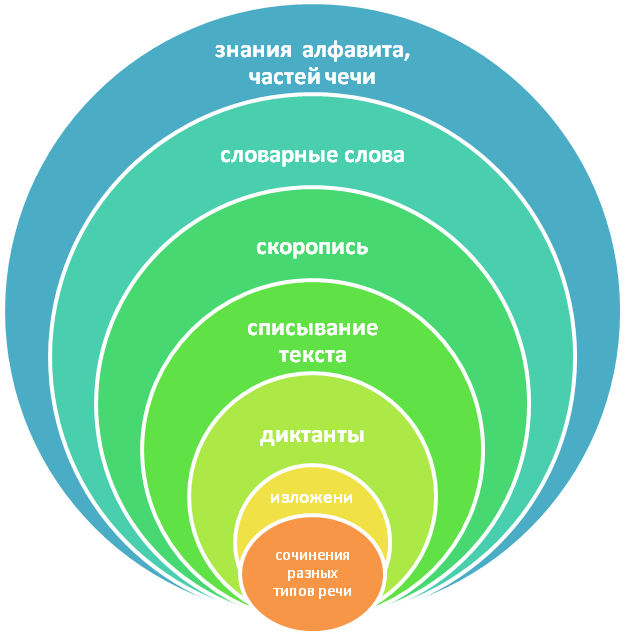 знания алфавита,
частей чечи
словарные слова
скоропись
списывание
текста
диктанты
изложени
сочинения
разных
типов речи